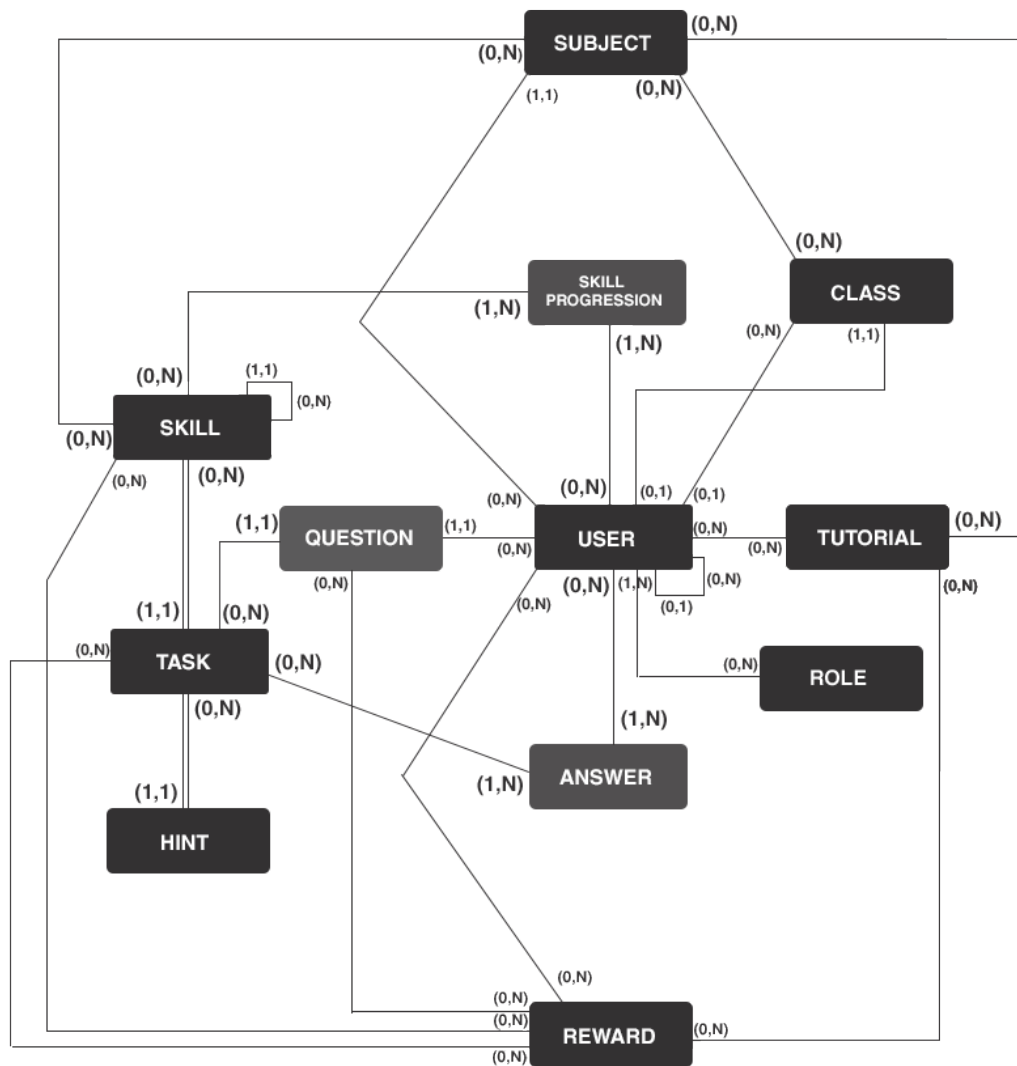 (0,N)
SUBJECT
(0,N)
(1,1)
(0,N)
(0,N)
SKILL
PROGRESSION
CLASS
(1,N)
(1,N)
(0,N)
(1,1)
(0,N)
(1,1)
(0,N)
SKILL
(0,N)
(0,N)
(0,N)
(0,N)
(0,1)
(0,1)
(1,1)
QUESTION
(1,1)
(0,N)
USER
(0,N)
(0,N)
TUTORIAL
(0,N)
(0,N)
(0,N)
(1,N)
(0,N)
(0,N)
(0,N)
(0,1)
(1,1)
(0,N)
(0,N)
TASK
(0,N)
(0,N)
ROLE
(0,N)
(1,N)
(1,N)
ANSWER
(1,1)
HINT
(0,N)
(0,N)
(0,N)
REWARD
(0,N)
(0,N)